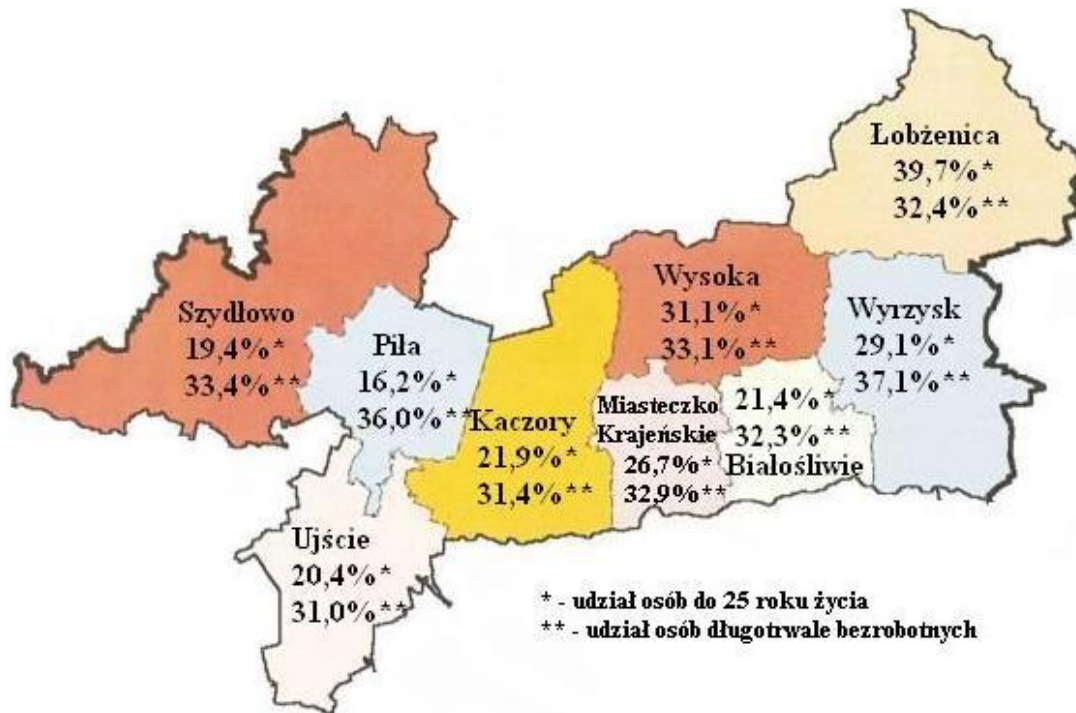 Łobżenica
39,7%*
32,4%**
Wysoka
31,1%*
33,1%**
Wyrzysk
29,1%*
37,1%**
Szydłowo
19,4%*
33,4%**
Piła
16,2%*
36,0%**
Kaczory
21,9%*
31,4%**
Miasteczko
Krajeńskie
26,7%*
32,9%**
21,4%*
32,3%**
Białośliwie
Ujście
20,4%*
31,0%**
* - udział osób do 25 roku życia
** - udział osób długotrwale bezrobotnych